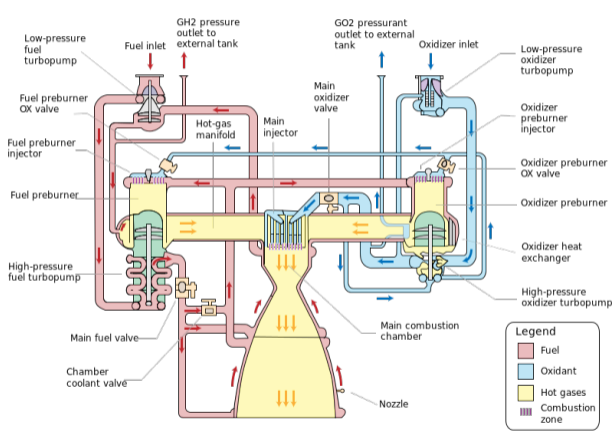 GH2 pressure
outlet to
external tank
GO2 pressurant
outlet to external
tank
Low-pressure
fuel
turbopump
Fuel inlet
Oxidizer inlet
Low-pressure
oxidizer
turbopump
Main
oxidizer
valve
Fuel preburner
OX valve
Hot-gas
manifold
Main
injector
Oxidizer
preburner
injector
Fuel preburner
injector
Oxidizer preburner
OX valve
Fuel preburner
Oxidizer preburner
Oxidizer heat
exchanger
High-pressure
fuel turbopump
High-pressure
oxidizer turbopump
Main fuel valve
Main combustion
chamber
Chamber
coolant valve
Nozzle
Legend
Fuel
Oxidant
Hot gases
Combustion
zone